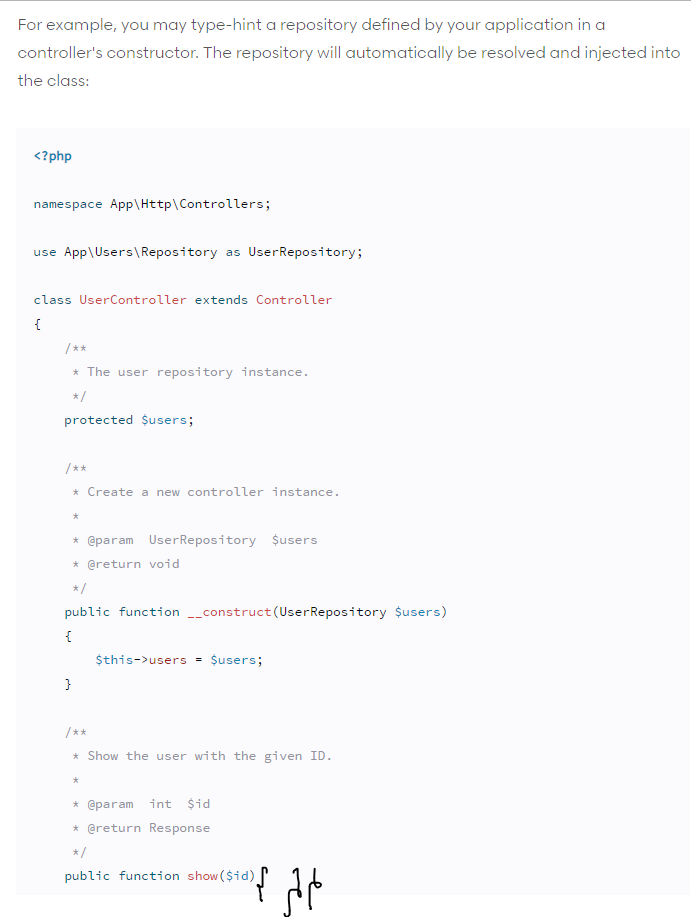 For example, you may type-hint a repository defined by your application in a
controller's constructor. The repository will automatically be resolved and injected into
the class:
<?php
namespace App\Http\Controllers;
use App\Users\Repository as UserRepository;
class UserController extends Controller
{
/**
* The user repository instance.
*/
protected $users;
/**
* Create a new controller instance.
*
* @param  UserRepository  $users
* @return void
*/
public function __construct(UserRepository $users)
{
$this->users = $users;
}
/**
* Show the user with the given ID.
*
* @param  int  $id
* @return Response
*/
public function show($id){ }}